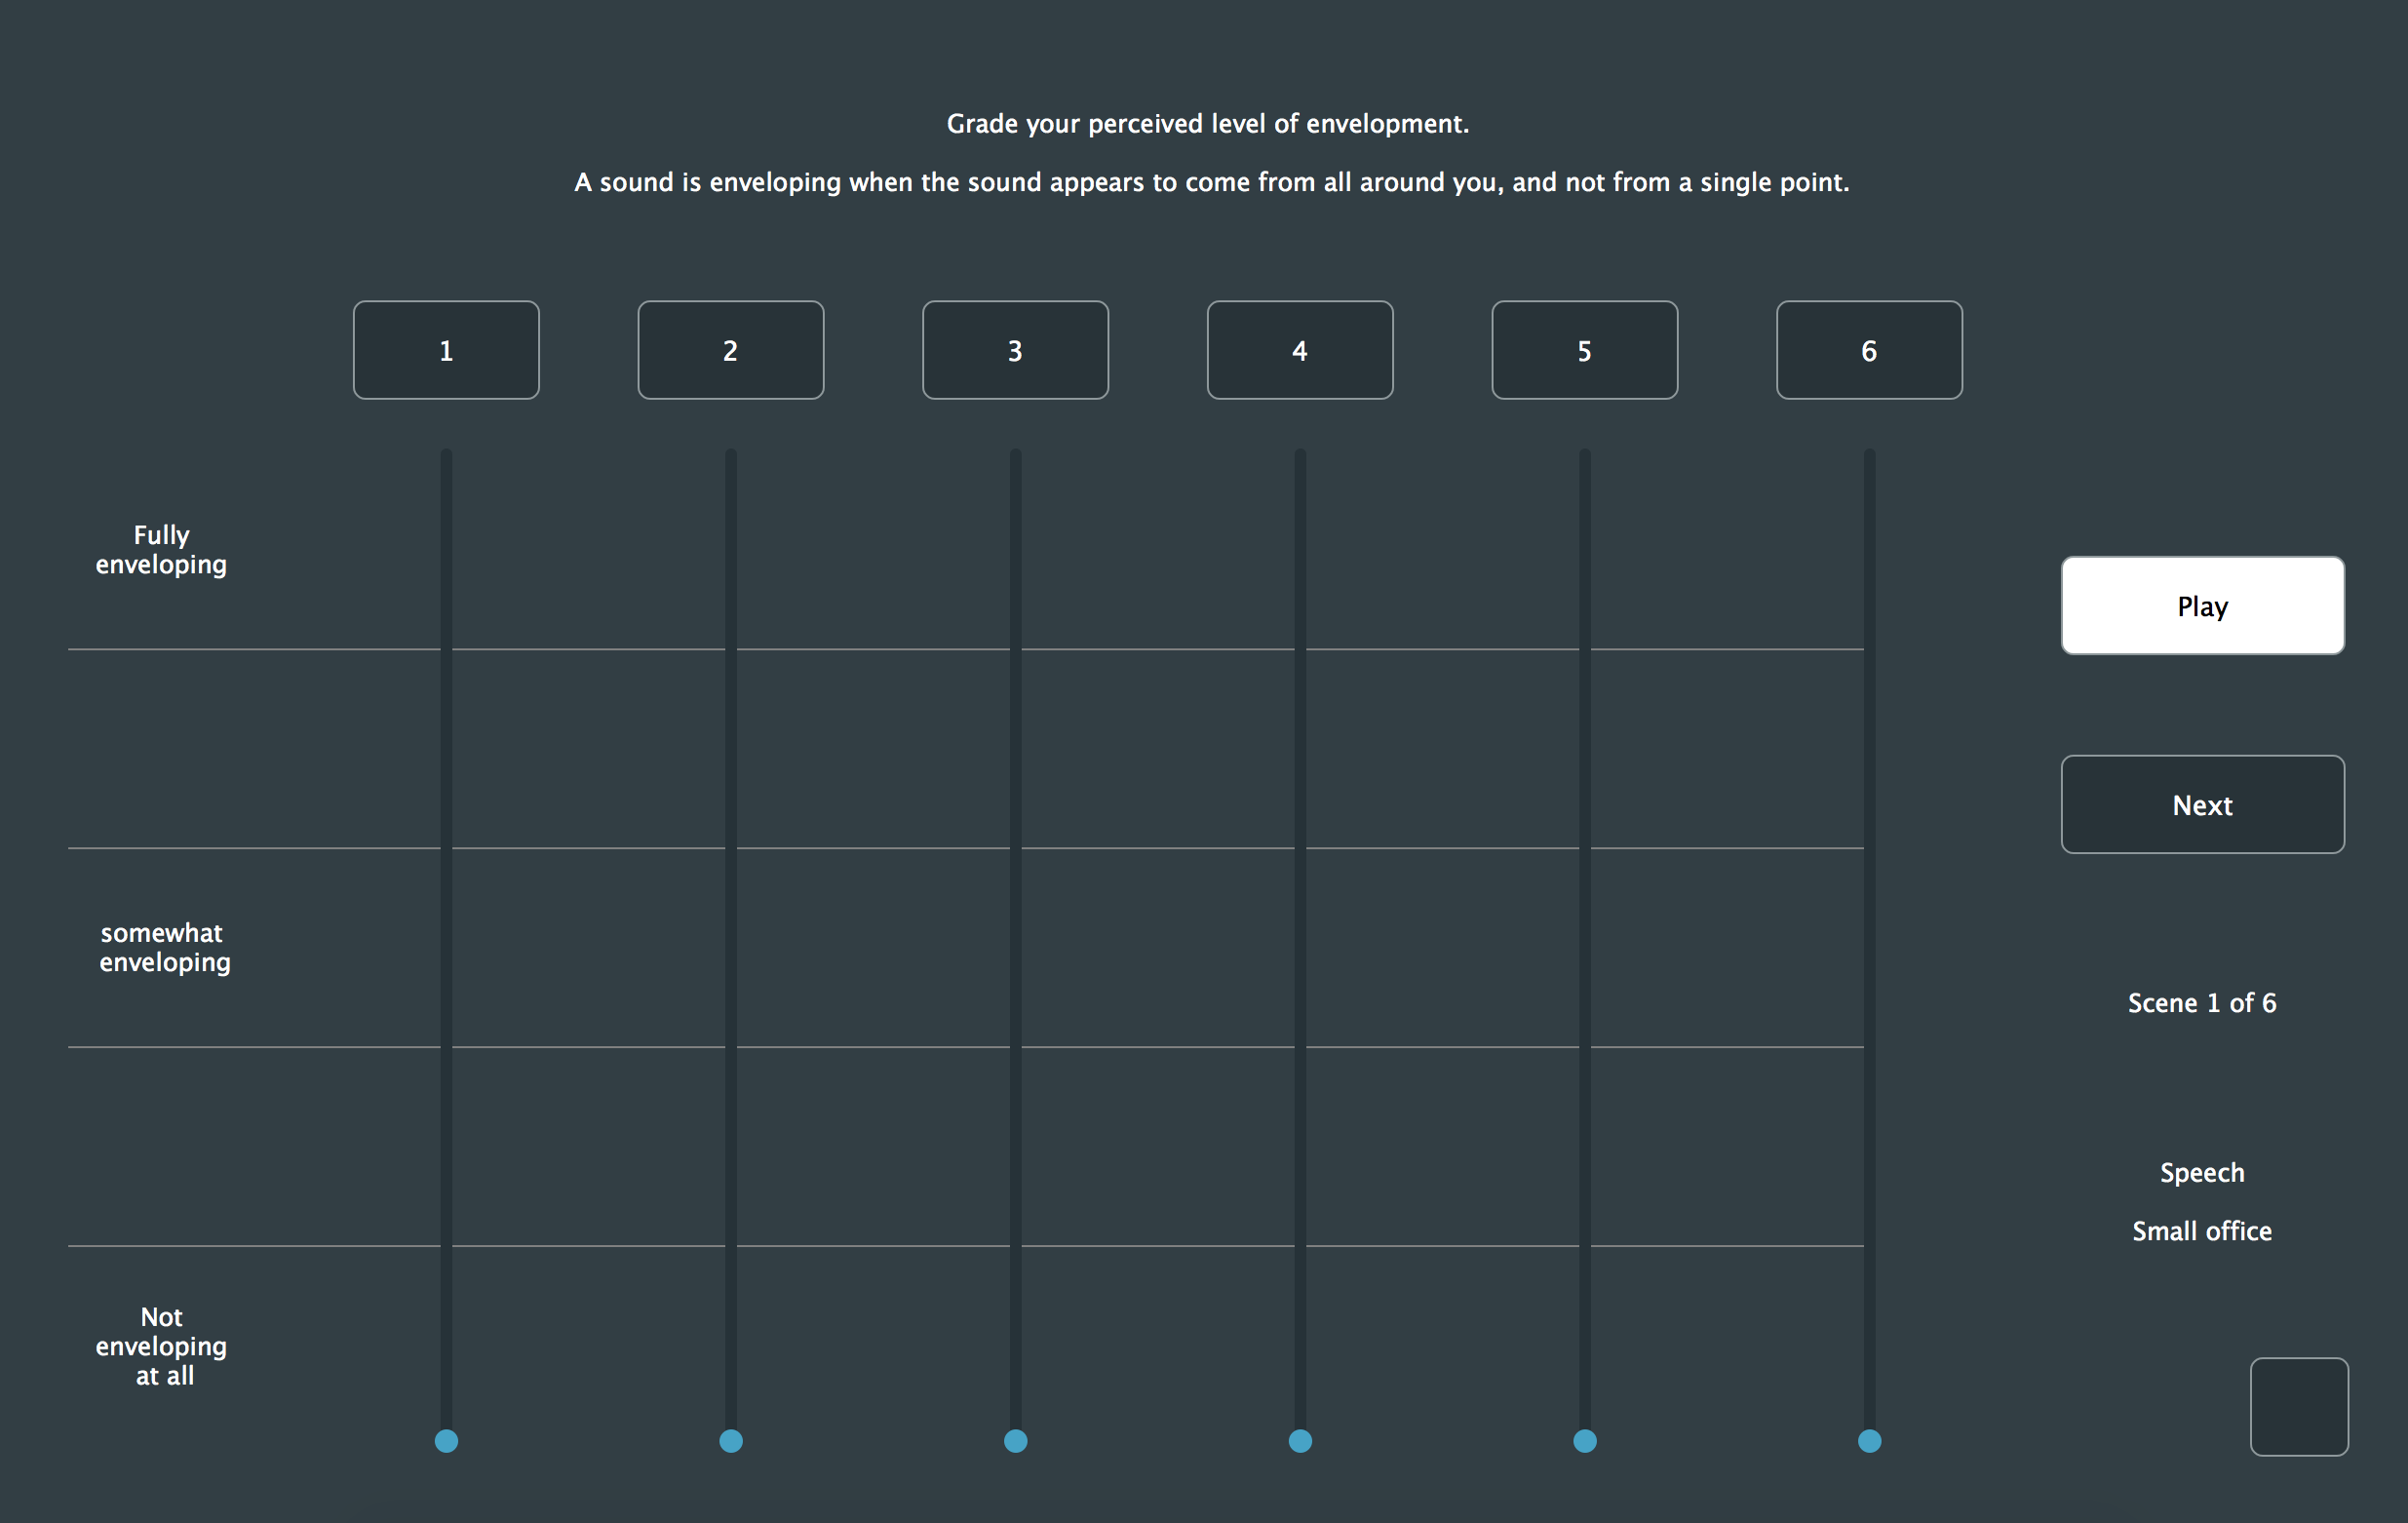 Grade your perceived level of envelopment.
A sound is enveloping when the sound appears to come from all around you, and not from a single point.
1
2
3
4
5
6
Fully
enveloping
Play
Next
somewhat
enveloping
Scene 1 of 6
Speech
Small office
Not
enveloping
at all